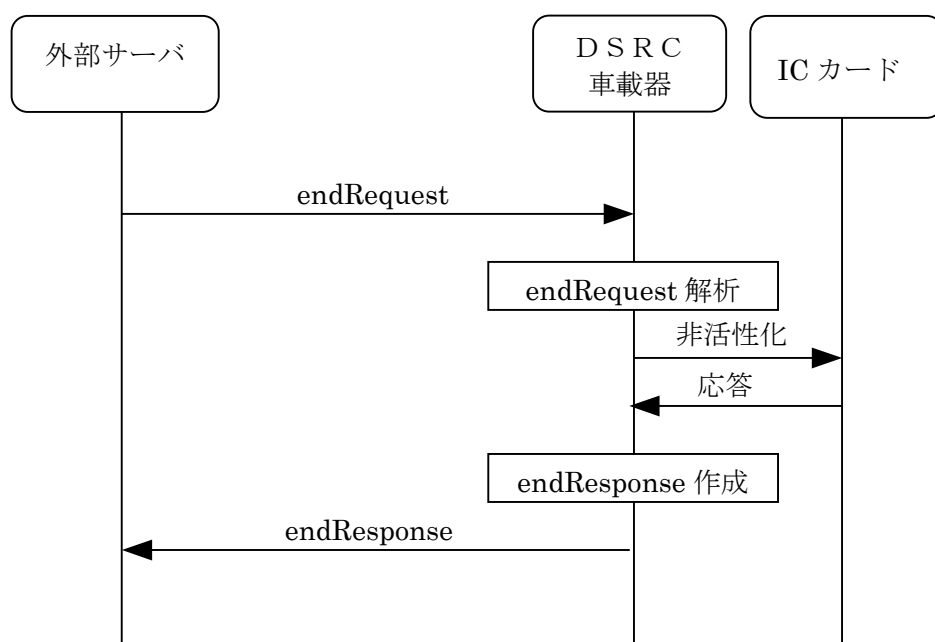 外部サーバ
ＤＳＲＣ
車載器
IC カード
endRequest
endRequest 解析
非活性化
応答
endResponse 作成
endResponse